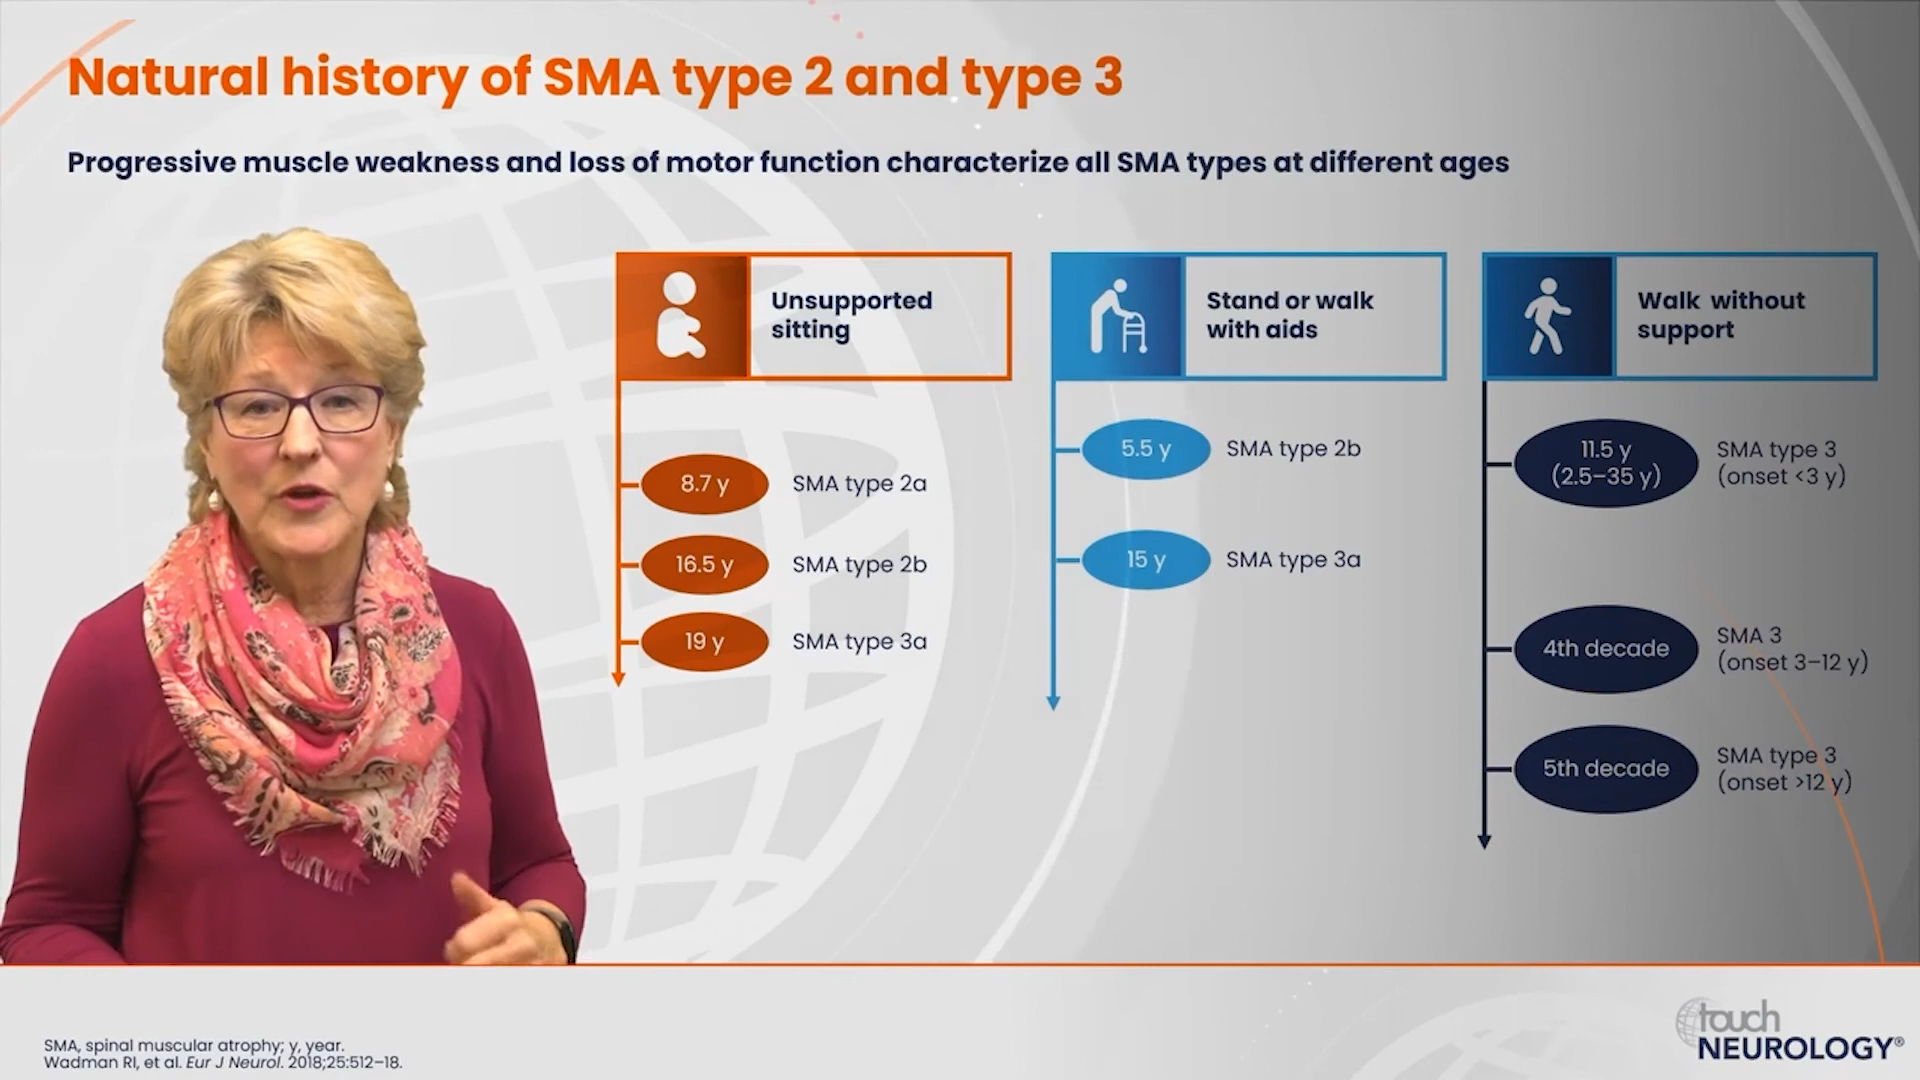 Natural history of SMA type 2 and type 3
Progressive muscle weakness and loss of motor function characterize all SMA types at different ages
Unsupported
sitting
8.7 y
SMA type 2a
16.5 y
SMA type 2b
19 y
SMA type 3a
Stand or walk
with aids
5.5 y
SMA type 2b
15 y
SMA type 3a
Walk without
support
11.5 y
(2.5–35 y)
SMA type 3
(onset <3 y)
4th decade
SMA 3
(onset 3–12 y)
5th decade
SMA type 3
(onset >12 y)
SMA, spinal muscular atrophy; y, year.
Wadman RI, et al. Eur J Neurol. 2018;25:512–18.
touch
NEUROLOGY®